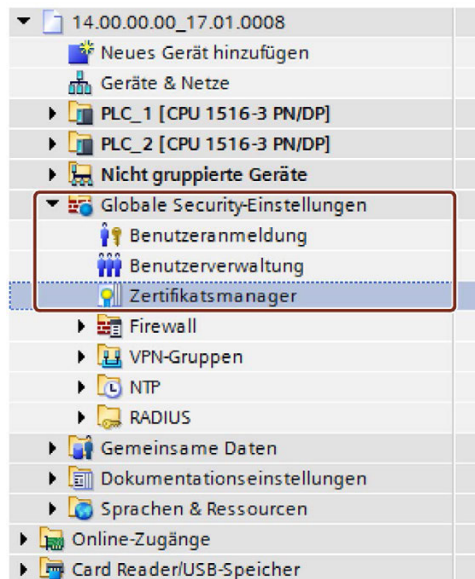 14.00.00.00_17.01.0008
Neues Gerät hinzufügen
Geräte & Netze
PLC_1 [CPU 1516-3 PN/DP]
PLC_2 [CPU 1516-3 PN/DP]
Nicht gruppierte Geräte
Globale Security-Einstellungen
Benutzeranmeldung
Benutzerverwaltung
Zertifikatsmanager
Firewall
VPN-Gruppen
NTP
RADIUS
Gemeinsame Daten
Dokumentationseinstellungen
Sprachen & Ressourcen
Online-Zugänge
Card Reader/USB-Speicher